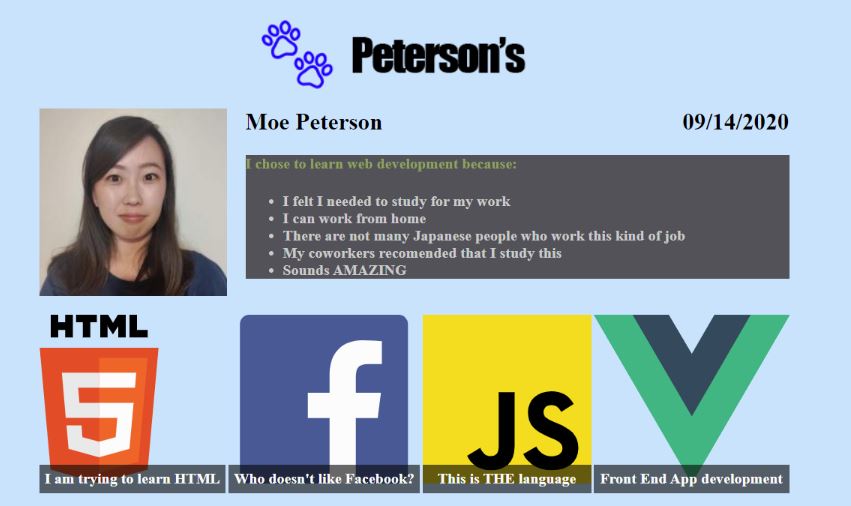 Peterson's
Moe Peterson
09/14/2020
I chose to learn web development because:
I felt I needed to study for my work
I can work from home
There are not many Japanese people who work this kind of job
My coworkers recomended that I study this
Sounds AMAZING
HTML
5
f
JS
I am trying to learn HTML
Who doesn't like Facebook?
This is THE language
Front End App development